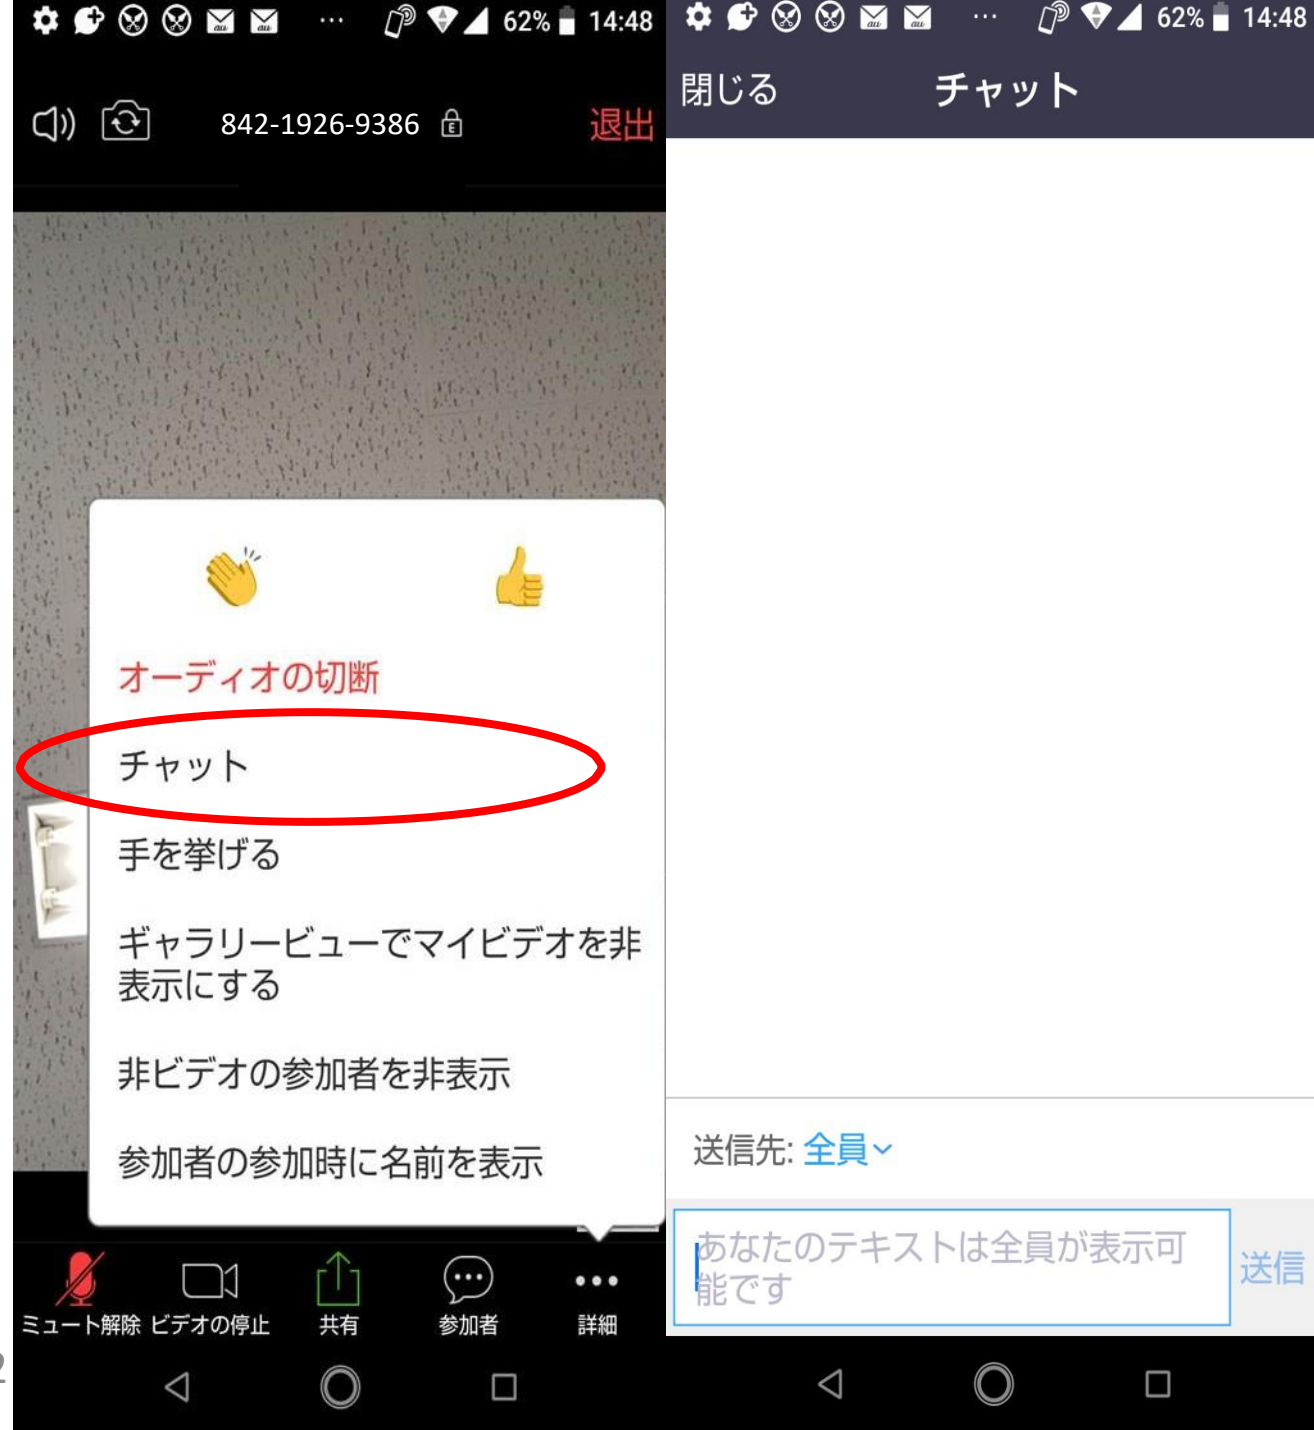 62% 14:48
842-1926-9386
退出
オーディオの切断
チャット
手を挙げる
ギャラリービューでマイビデオを非
表示にする
非ビデオの参加者を非表示
参加者の参加時に名前を表示
ミュート解除 ビデオの停止 共有 参加者 詳細
62% 14:48
閉じる チャット
送信先: 全員
あなたのテキストは全員が表示可
能です
送信